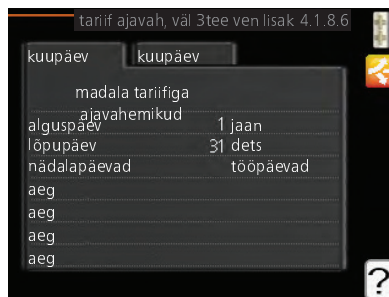 tariif ajavah, väl 3tee ven lisak 4.1.8.6
kuupäev kuupäev
madala tariifiga
ajavahemikud
alguspäev 1 jaan
lõpupäev 31 dets
nädalapäevad tööpäevad
aeg
aeg
aeg
aeg
?